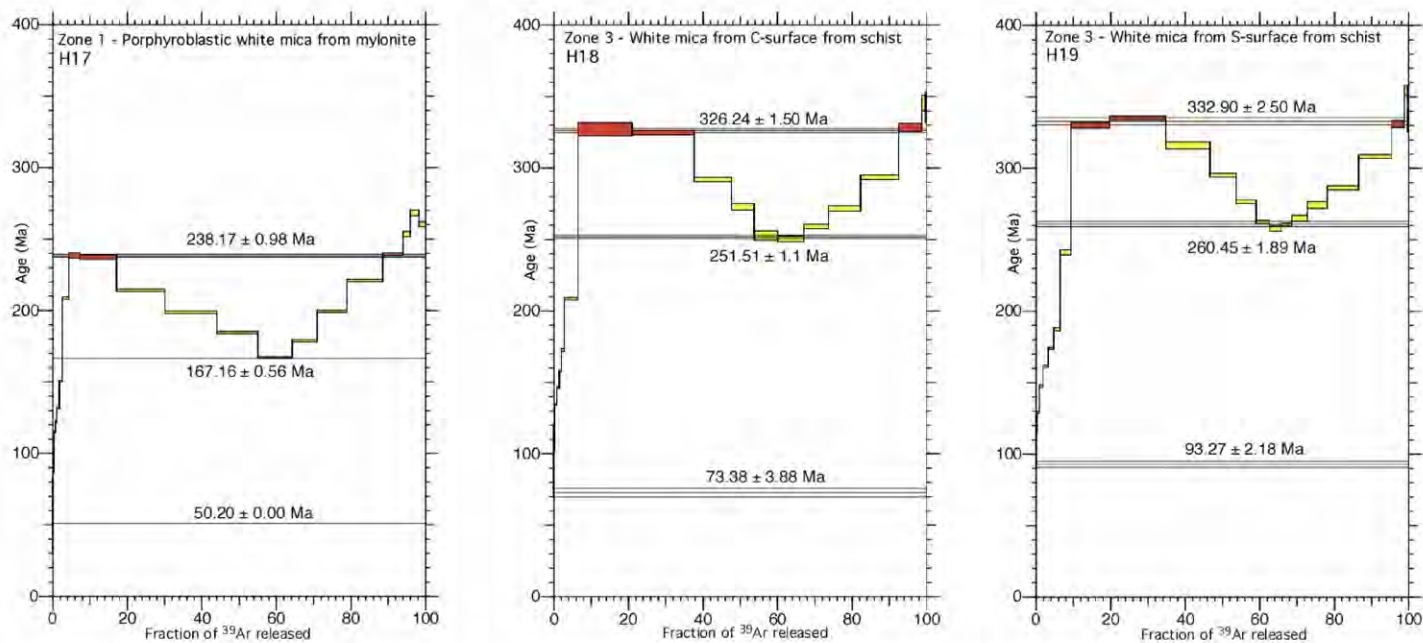 Zone 1 - Porphyroblastic white mica from mylonite
H17
400
300
200
100
0
Age (Ma)
238.17 ± 0.98 Ma
167.16 ± 0.56 Ma
50.20 ± 0.00 Ma
0 20 40 60 80 100
Fraction of ³⁹Ar released
Zone 3 - White mica from C-surface from schist
H18
400
300
200
100
0
Age (Ma)
326.24 ± 1.50 Ma
251.51 ± 1.1 Ma
73.38 ± 3.88 Ma
0 20 40 60 80 100
Fraction of ³⁹Ar released
Zone 3 - White mica from S-surface from schist
H19
400
300
200
100
0
Age (Ma)
332.90 ± 2.50 Ma
260.45 ± 1.89 Ma
93.27 ± 2.18 Ma
0 20 40 60 80 100
Fraction of ³⁹Ar released